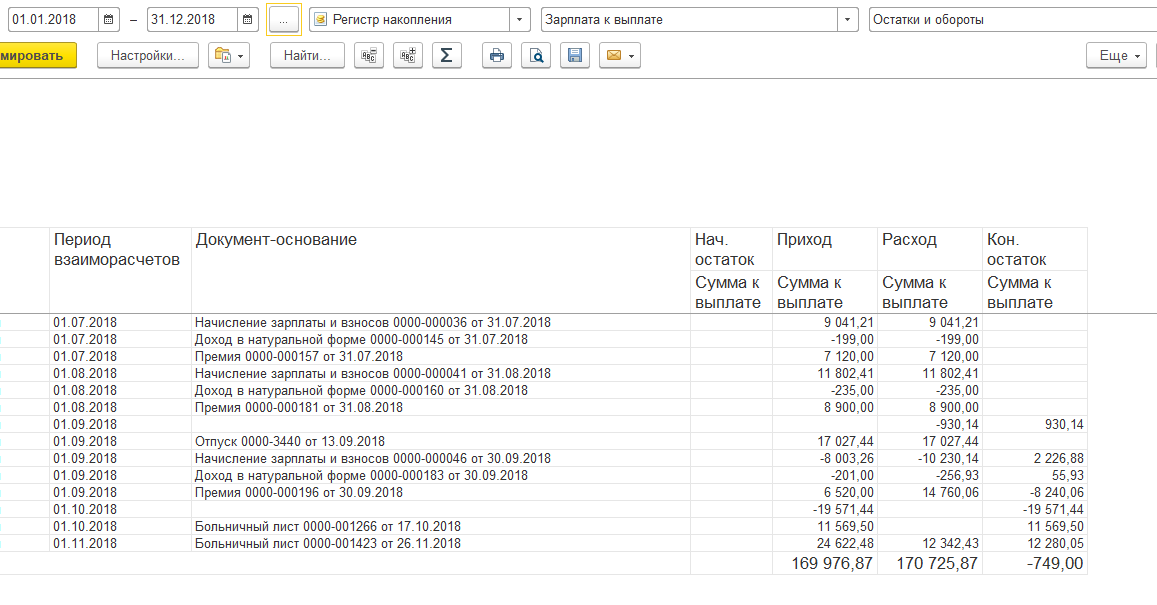 01.01.2018 – 31.12.2018 ... Регистр накопления Зарплата к выплате Остатки и обороты
мировать Настройки... Найти... Σ Еще
Период взаиморасчетов Документ-основание Нач. остаток Приход Расход Кон. остаток
Сумма к выплате Сумма к выплате Сумма к выплате Сумма к выплате
01.07.2018 Начисление зарплаты и взносов 0000-000036 от 31.07.2018 9 041,21 9 041,21
01.07.2018 Доход в натуральной форме 0000-000145 от 31.07.2018 -199,00 -199,00
01.07.2018 Премия 0000-000157 от 31.07.2018 7 120,00 7 120,00
01.08.2018 Начисление зарплаты и взносов 0000-000041 от 31.08.2018 11 802,41 11 802,41
01.08.2018 Доход в натуральной форме 0000-000160 от 31.08.2018 -235,00 -235,00
01.08.2018 Премия 0000-000181 от 31.08.2018 8 900,00 8 900,00
01.09.2018 -930,14 930,14
01.09.2018 Отпуск 0000-3440 от 13.09.2018 17 027,44 17 027,44
01.09.2018 Начисление зарплаты и взносов 0000-000046 от 30.09.2018 -8 003,26 -10 230,14 2 226,88
01.09.2018 Доход в натуральной форме 0000-000183 от 30.09.2018 -201,00 -256,93 55,93
01.09.2018 Премия 0000-000196 от 30.09.2018 6 520,00 14 760,06 -8 240,06
01.10.2018 -19 571,44 -19 571,44
01.10.2018 Больничный лист 0000-001266 от 17.10.2018 11 569,50 11 569,50
01.11.2018 Больничный лист 0000-001423 от 26.11.2018 24 622,48 12 342,43 12 280,05
169 976,87 170 725,87 -749,00